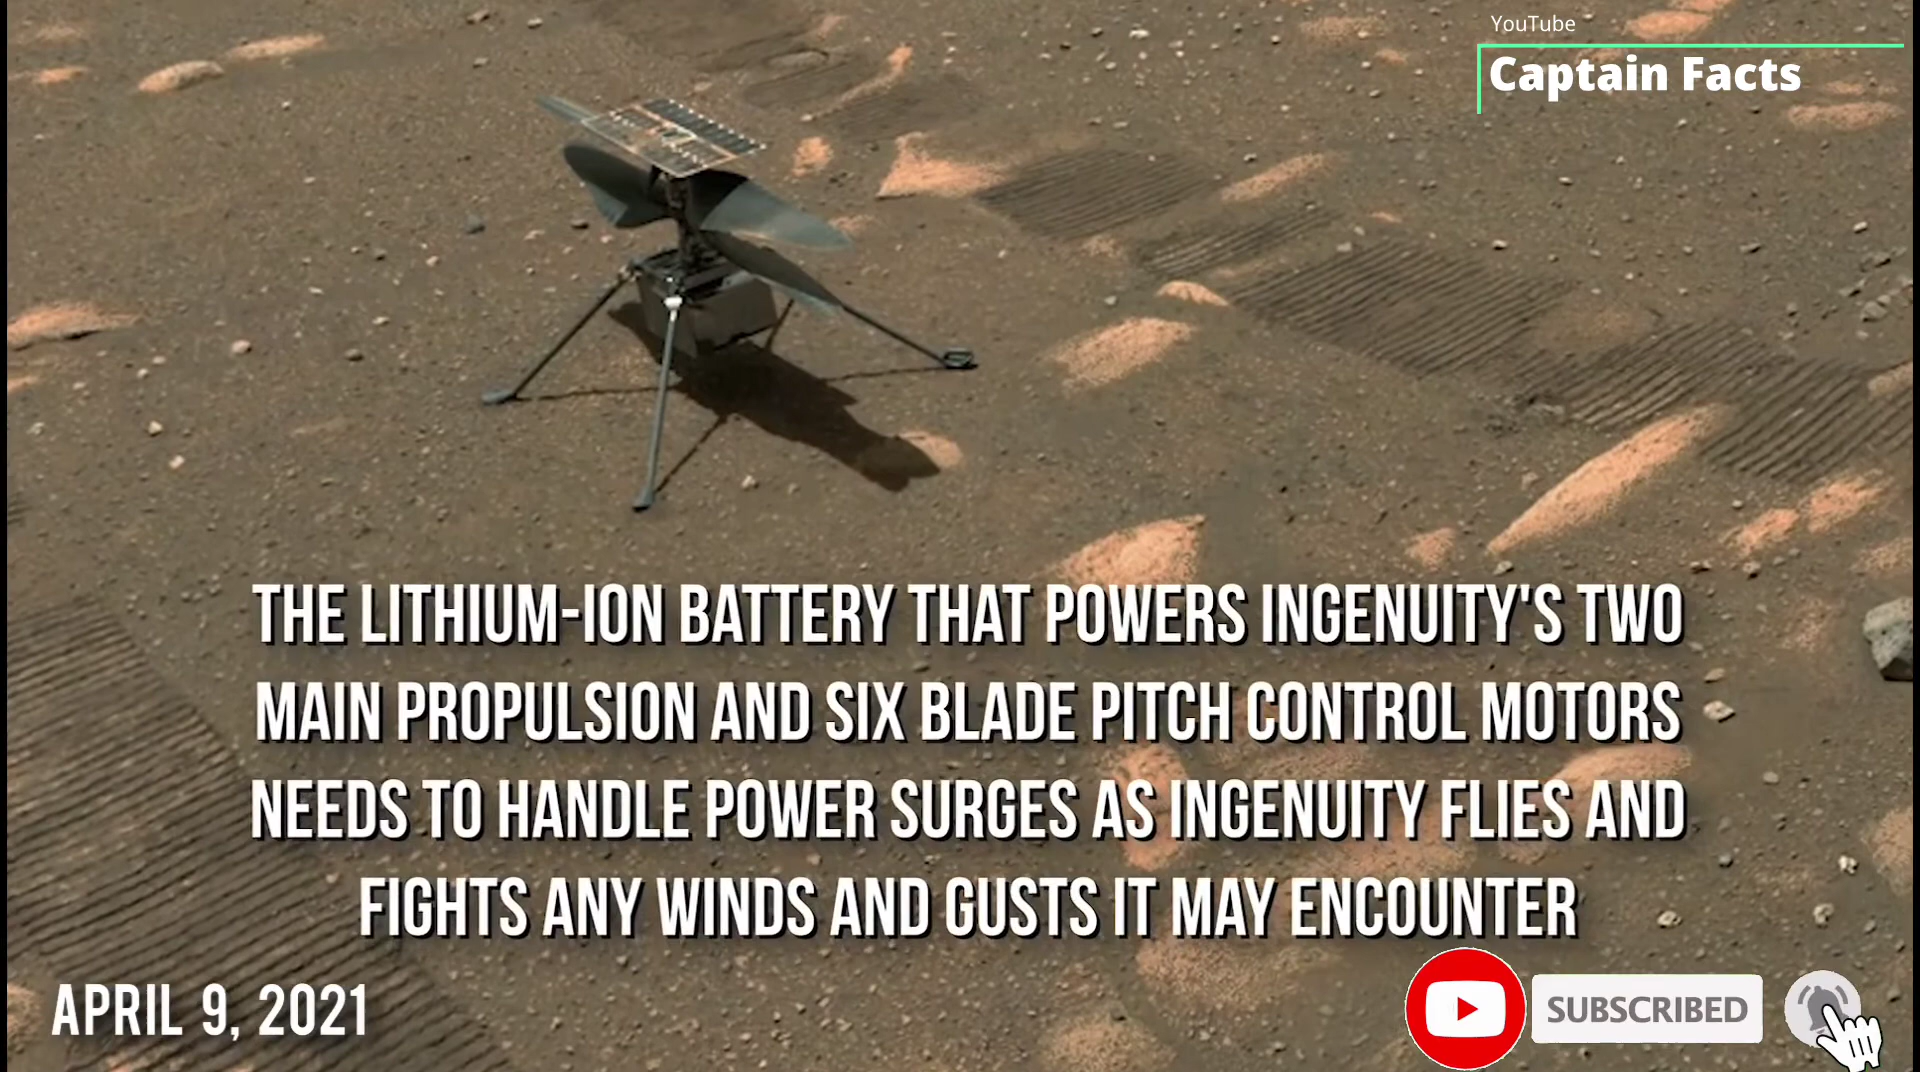 YouTube
Captain Facts
THE LITHIUM-ION BATTERY THAT POWERS INGENUITY'S TWO
MAIN PROPULSION AND SIX BLADE PITCH CONTROL MOTORS
NEEDS TO HANDLE POWER SURGES AS INGENUITY FLIES AND
FIGHTS ANY WINDS AND GUSTS IT MAY ENCOUNTER
APRIL 9, 2021
SUBSCRIBED